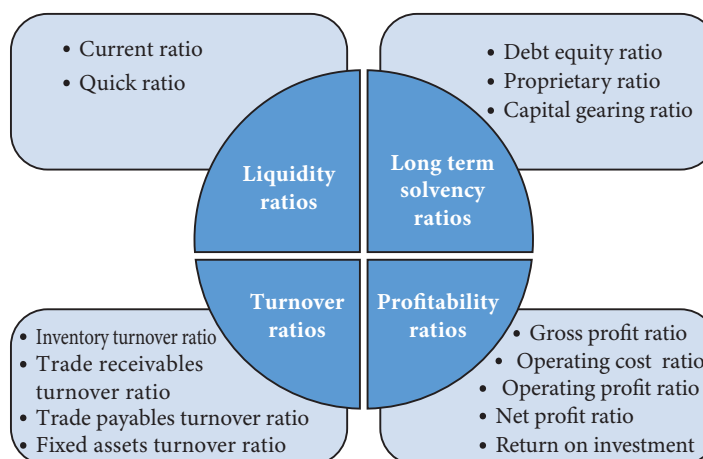 • Current ratio
• Quick ratio
• Debt equity ratio
• Proprietary ratio
• Capital gearing ratio
Liquidity
ratios
Long term
solvency
ratios
Turnover
ratios
Profitability
ratios
• Inventory turnover ratio
• Trade receivables
turnover ratio
• Trade payables turnover ratio
• Fixed assets turnover ratio
• Gross profit ratio
• Operating cost ratio
• Operating profit ratio
• Net profit ratio
• Return on investment